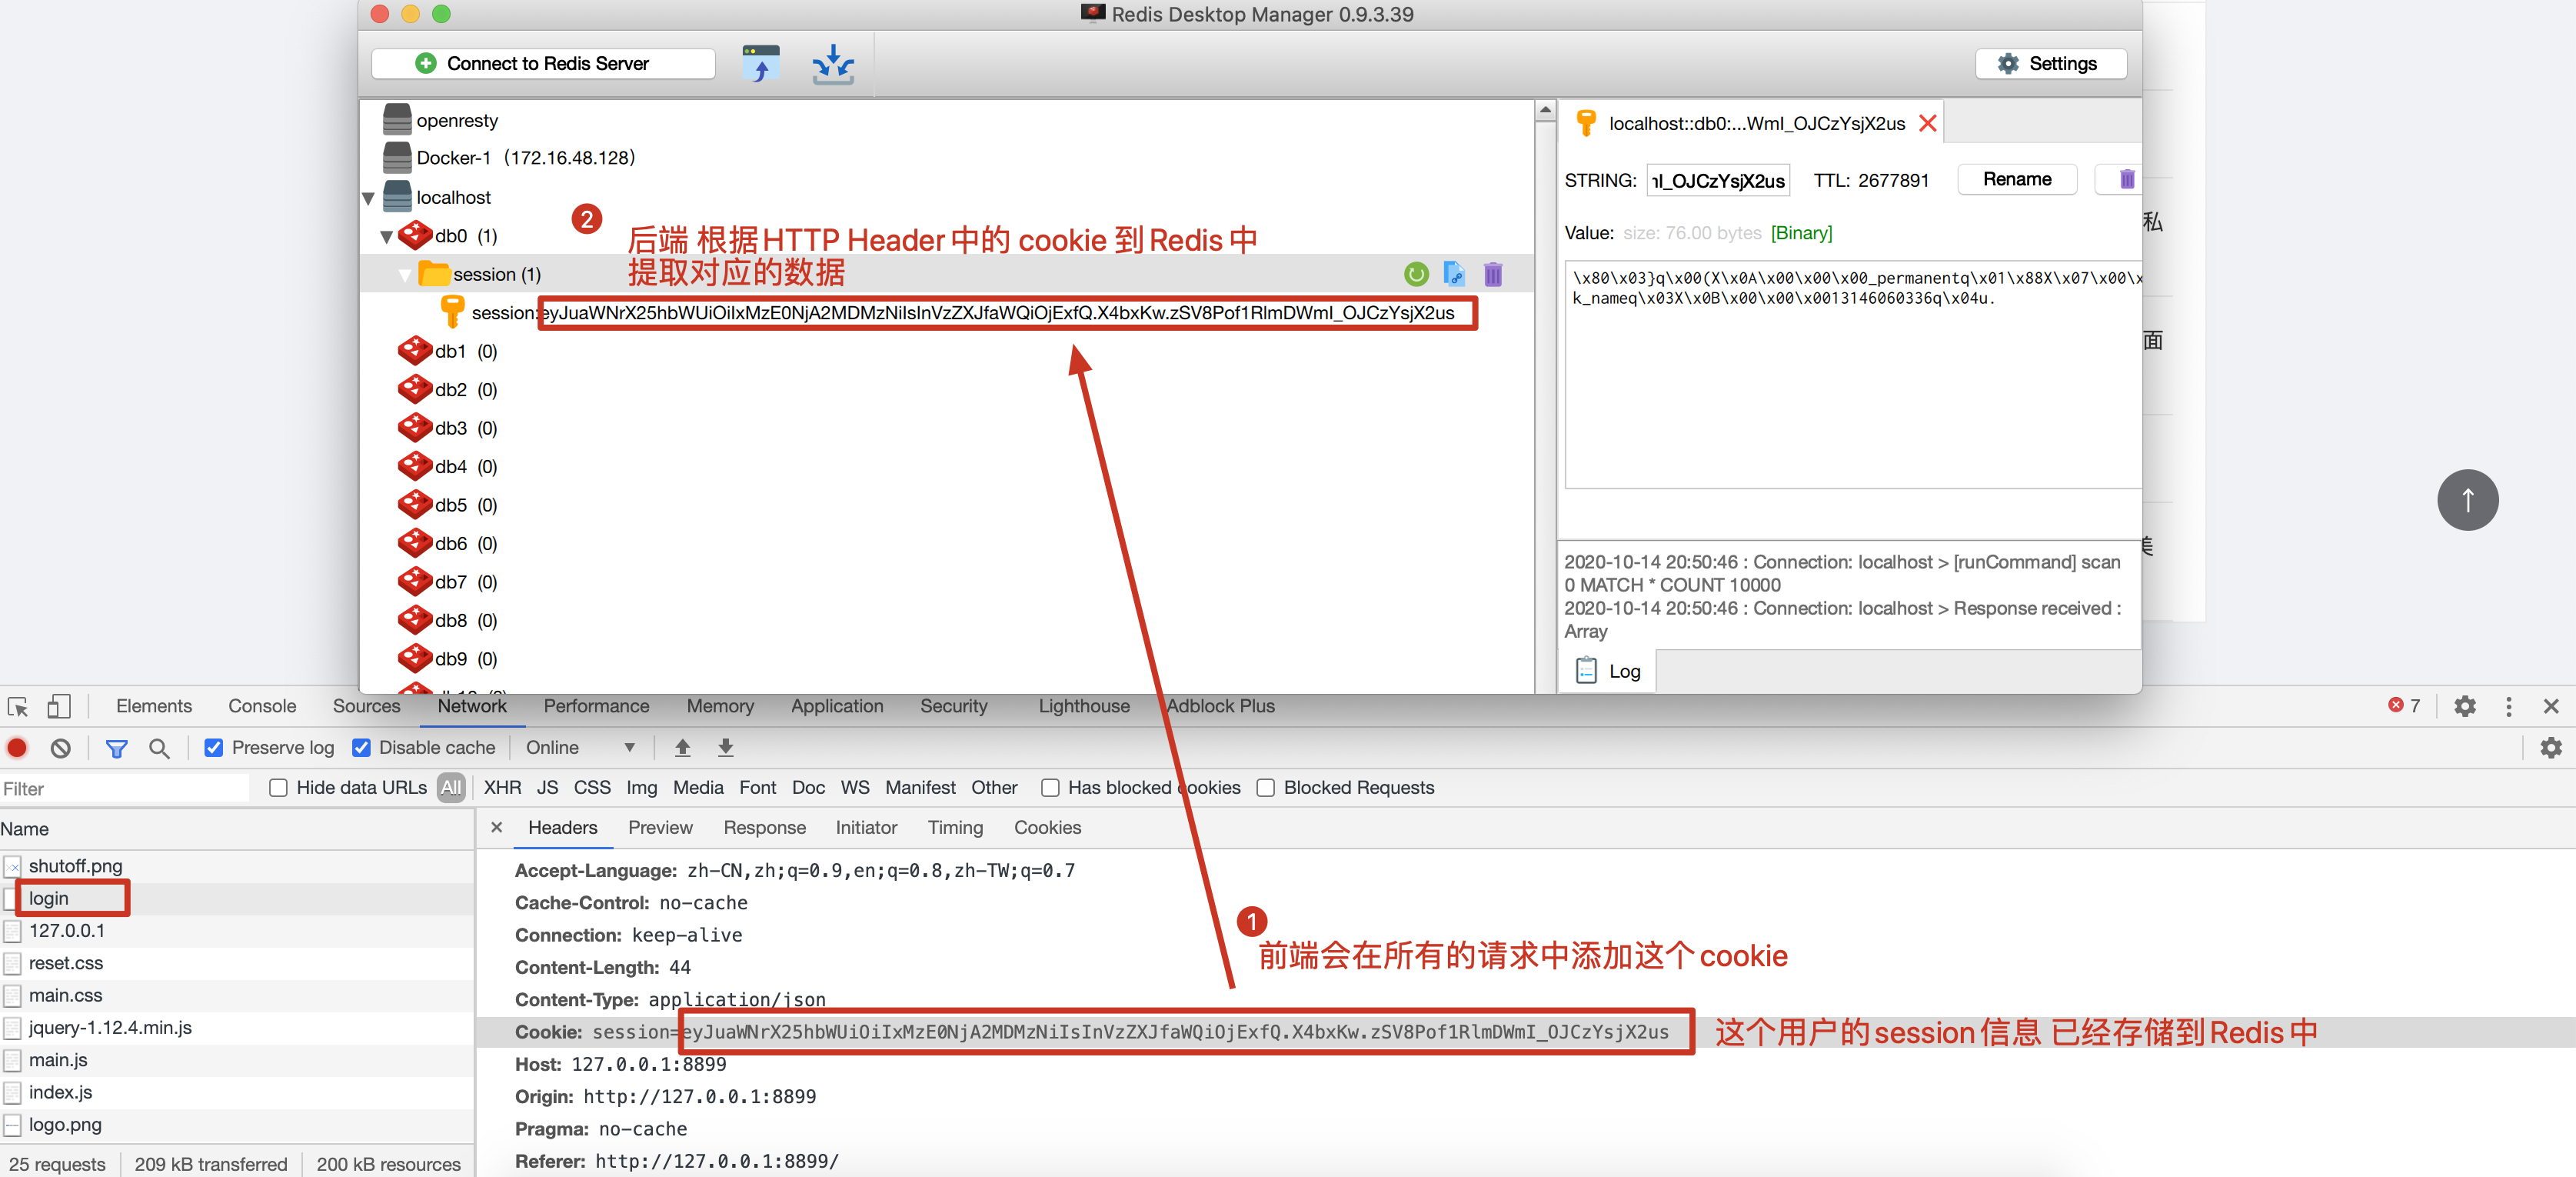 Redis Desktop Manager 0.9.3.39
Connect to Redis Server
Settings
openresty
Docker-1（172.16.48.128）
localhost
db0 (1)
session (1)
session:eyJuaWNrX25hbWUiOiIxMzE0NjA2MDMzNiIsInVzZXJfaWQiOjExfQ.X4bxKw.zSV8Pof1RlmDWmI_OJCzYsjX2us
db1 (0)
db2 (0)
db3 (0)
db4 (0)
db5 (0)
db6 (0)
db7 (0)
db8 (0)
db9 (0)
2
后端 根据HTTP Header中的 cookie 到Redis中
提取对应的数据
localhost::db0:...WmI_OJCzYsjX2us
STRING: l_OJCzYsjX2us TTL: 2677891 Rename
Value: size: 76.00 bytes [Binary]
\x80\x03}q\x00(X\x0A\x00\x00\x00_permanentq\x01\x88X\x07\x00\x
k_nameq\x03X\x0B\x00\x00\x0013146060336q\x04u.
2020-10-14 20:50:46 : Connection: localhost > [runCommand] scan
0 MATCH * COUNT 10000
2020-10-14 20:50:46 : Connection: localhost > Response received :
Array
Log
私
面
↑
Elements Console Sources Network Performance Memory Application Security Lighthouse Adblock Plus 7
Preserve log Disable cache Online
Filter Hide data URLs All XHR JS CSS Img Media Font Doc WS Manifest Other Has blocked cookies Blocked Requests
Name
shutoff.png
login
127.0.0.1
reset.css
main.css
jquery-1.12.4.min.js
main.js
index.js
logo.png
25 requests 209 kB transferred 200 kB resources
Headers Preview Response Initiator Timing Cookies
Accept-Language: zh-CN,zh;q=0.9,en;q=0.8,zh-TW;q=0.7
Cache-Control: no-cache
Connection: keep-alive
Content-Length: 44
Content-Type: application/json
Cookie: session=eyJuaWNrX25hbWUiOiIxMzE0NjA2MDMzNiIsInVzZXJfaWQiOjExfQ.X4bxKw.zSV8Pof1RlmDWmI_OJCzYsjX2us
Host: 127.0.0.1:8899
Origin: http://127.0.0.1:8899
Pragma: no-cache
Referer: http://127.0.0.1:8899/
1
前端会在所有的请求中添加这个cookie
这个用户的session信息 已经存储到Redis中